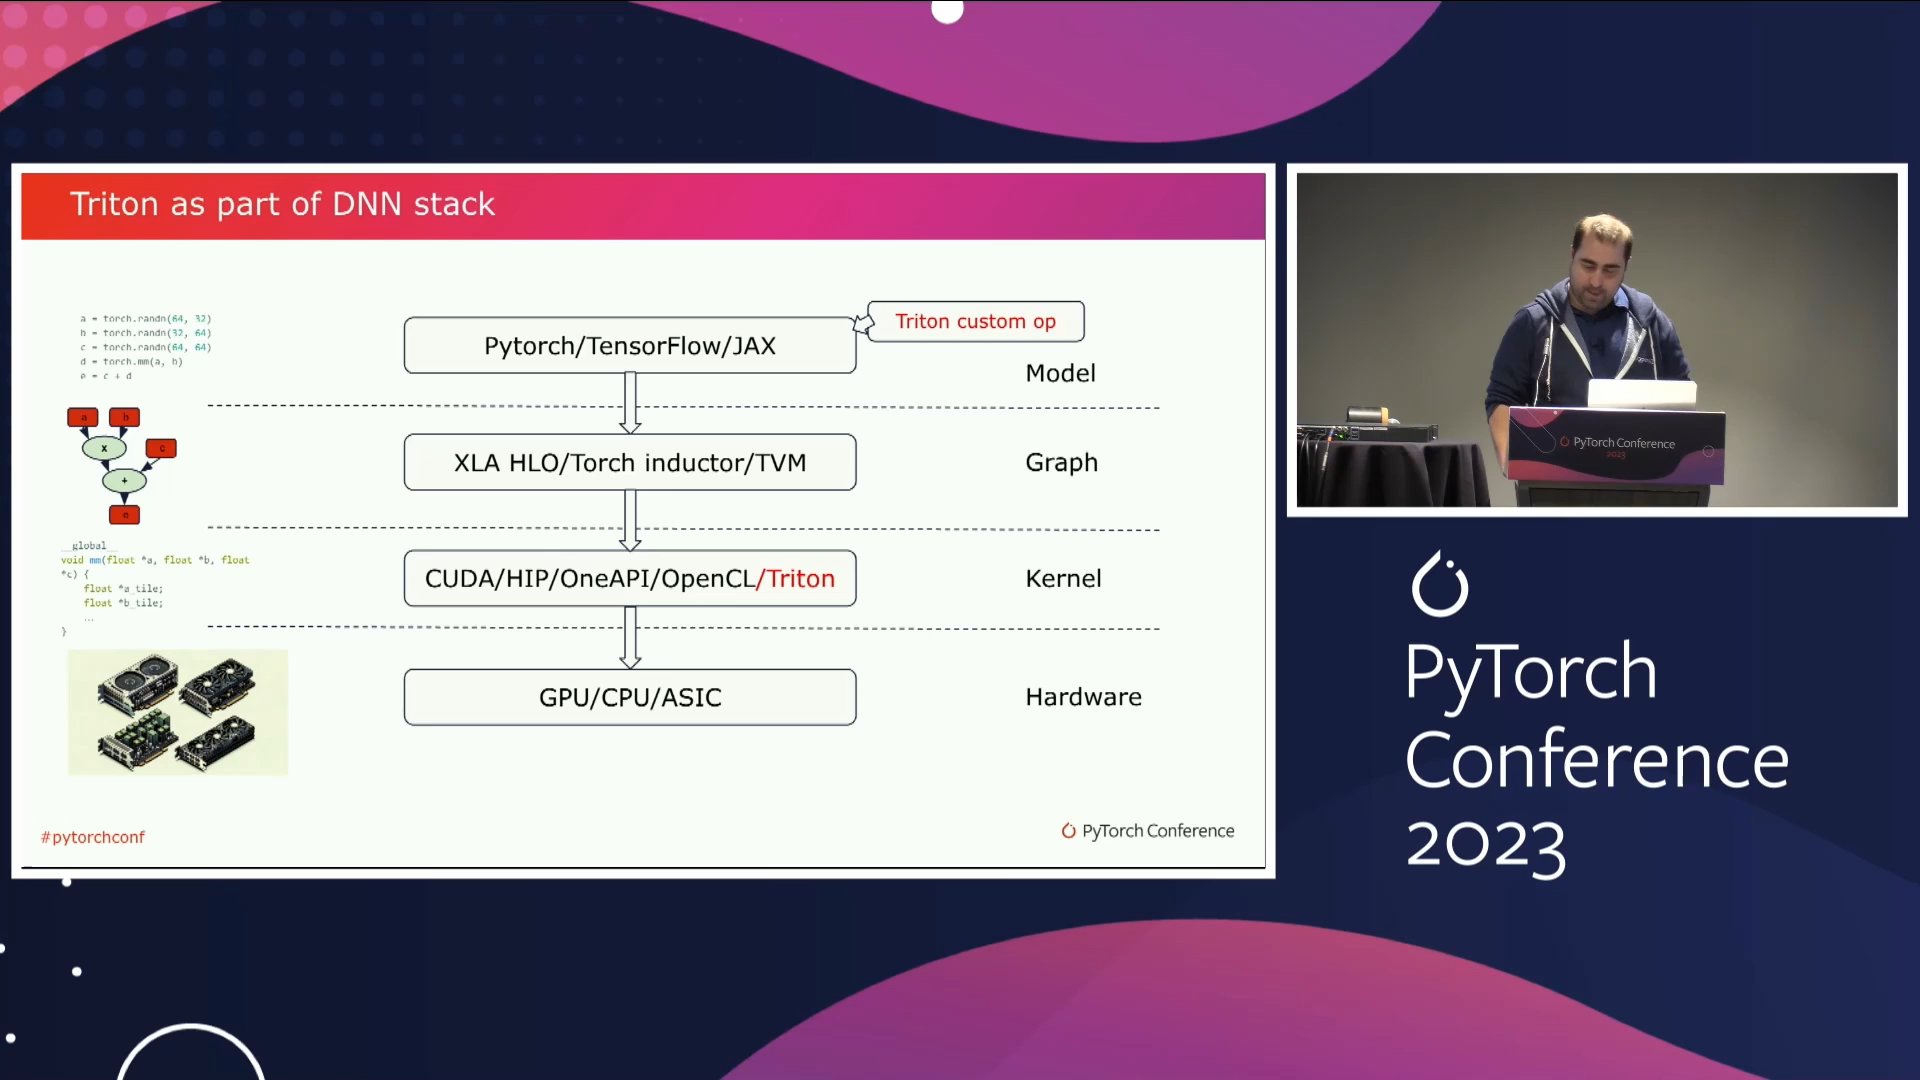 Triton as part of DNN stack
a = torch.randn(64, 32)
b = torch.randn(32, 64)
c = torch.randn(64, 64)
d = torch.mm(a, b)
e = c + d
Pytorch/TensorFlow/JAX
Triton custom op
Model
a b
x c
+
e
XLA HLO/Torch inductor/TVM
Graph
__global__
void mm(float *a, float *b, float
*c) {
float *a_tile;
float *b_tile;
...
}
CUDA/HIP/OneAPI/OpenCL/Triton
Kernel
GPU/CPU/ASIC
Hardware
#pytorchconf
PyTorch Conference
PyTorch Conference
2023
PyTorch
Conference
2023